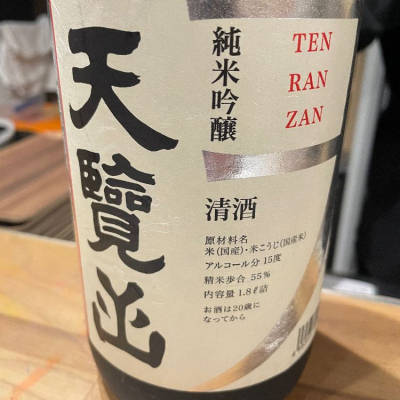 天覽山
純米吟醸
TEN
RAN
ZAN
清酒
原材料名
米(国産)・米こうじ(国産米)
アルコール分 15度
精米歩合 55%
内容量 1.8ℓ詰
お酒は20歳に
なってから